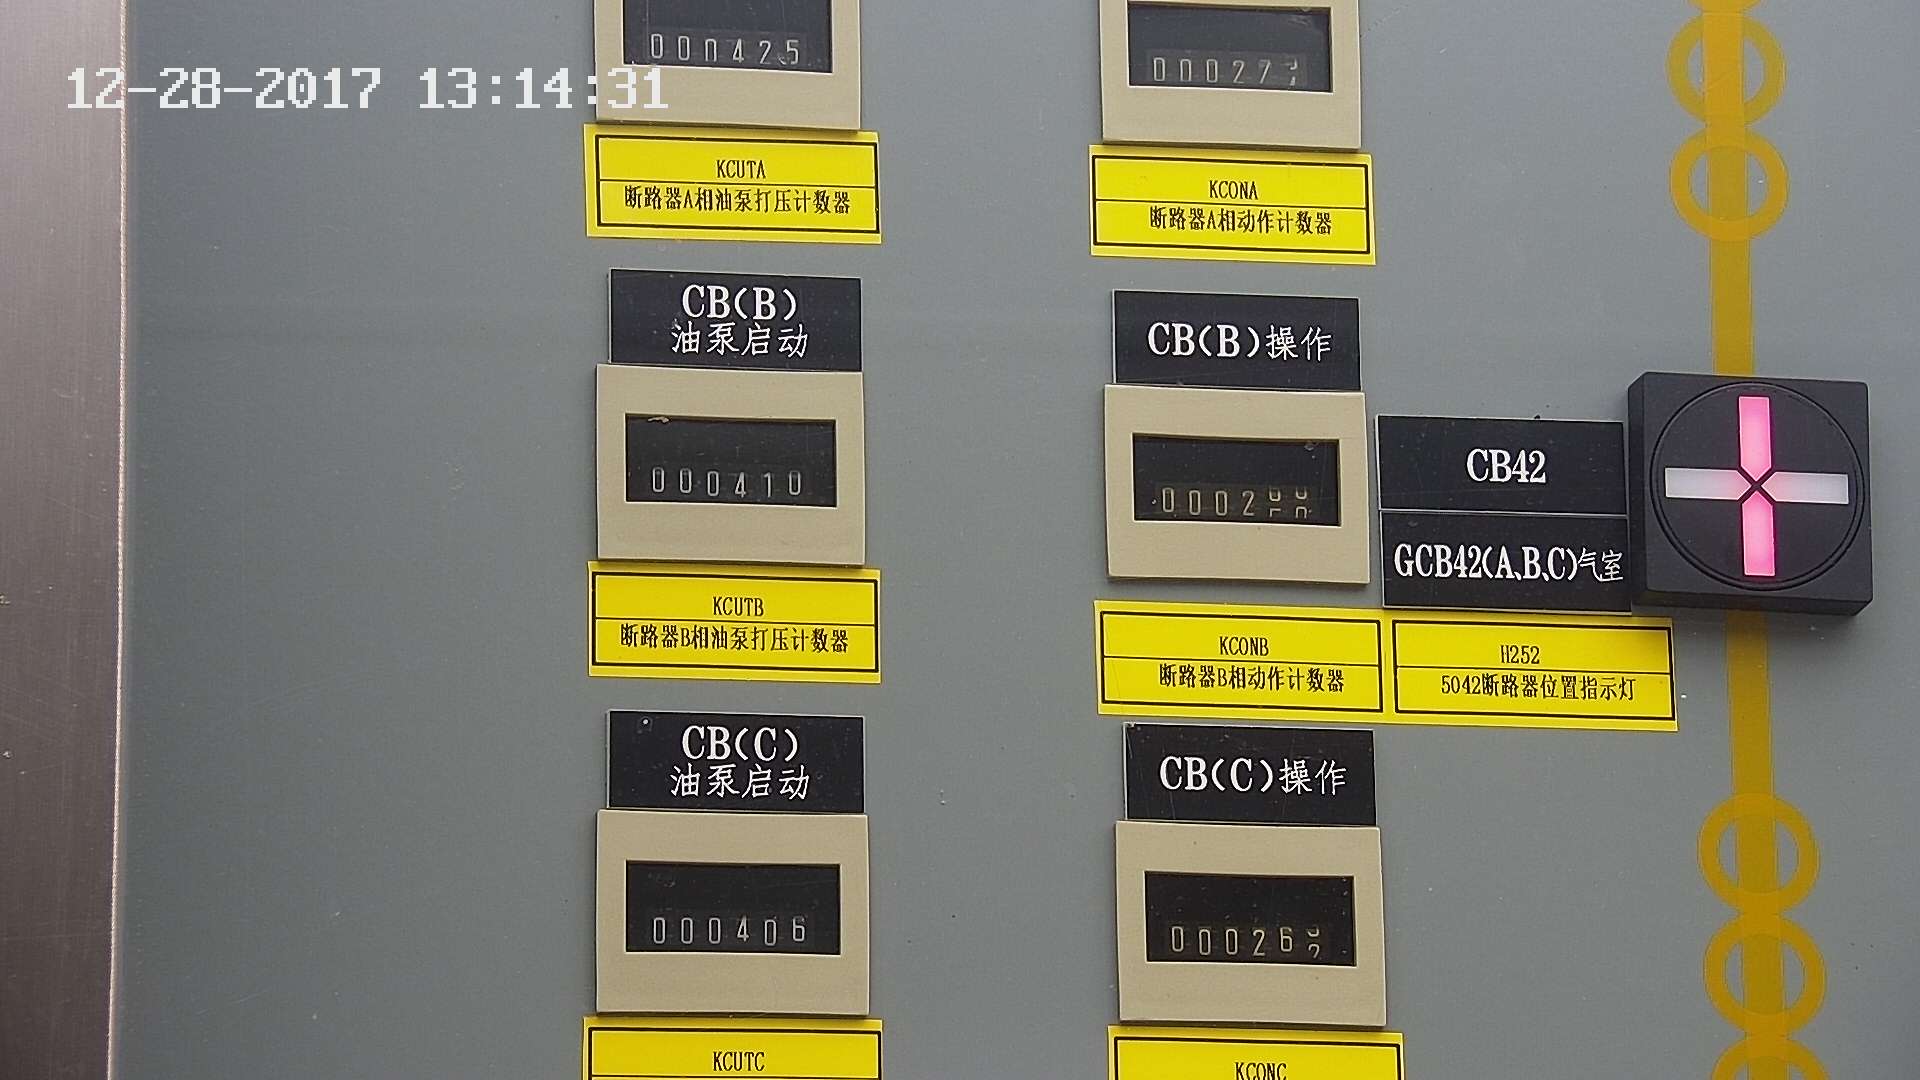 000425
12-28-2017 13:14:31
KCUTA
断路器A相油泵打压计数器
KCONA
断路器A相动作计数器
CB(B)
油泵启动
CB(B)操作
000410
CB42
GCB42(A、B、C)气室
KCUTB
断路器B相油泵打压计数器
KCONB
断路器B相动作计数器
H252
5042断路器位置指示灯
CB(C)
油泵启动
CB(C)操作
000406
KCUTC
KCONC